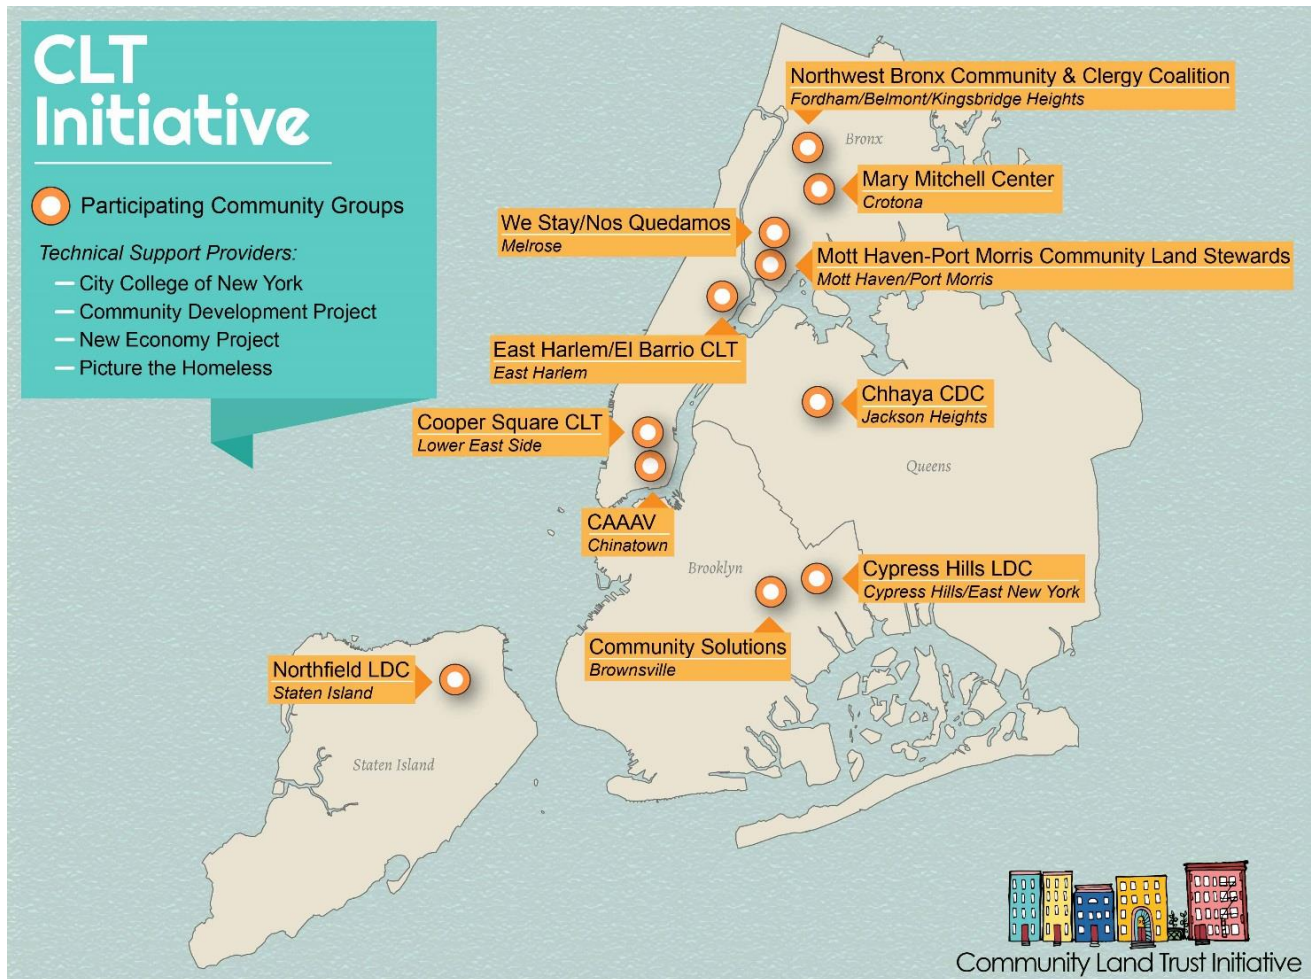 CLT
Initiative
Participating Community Groups
Technical Support Providers:
— City College of New York
— Community Development Project
— New Economy Project
— Picture the Homeless
Northwest Bronx Community & Clergy Coalition
Fordham/Belmont/Kingsbridge Heights
Bronx
Mary Mitchell Center
Crotona
We Stay/Nos Quedamos
Melrose
Mott Haven-Port Morris Community Land Stewards
Mott Haven/Port Morris
East Harlem/El Barrio CLT
East Harlem
Chhaya CDC
Jackson Heights
Cooper Square CLT
Lower East Side
Queens
CAAAV
Chinatown
Brooklyn
Cypress Hills LDC
Cypress Hills/East New York
Community Solutions
Brownsville
Northfield LDC
Staten Island
Staten Island
Community Land Trust Initiative